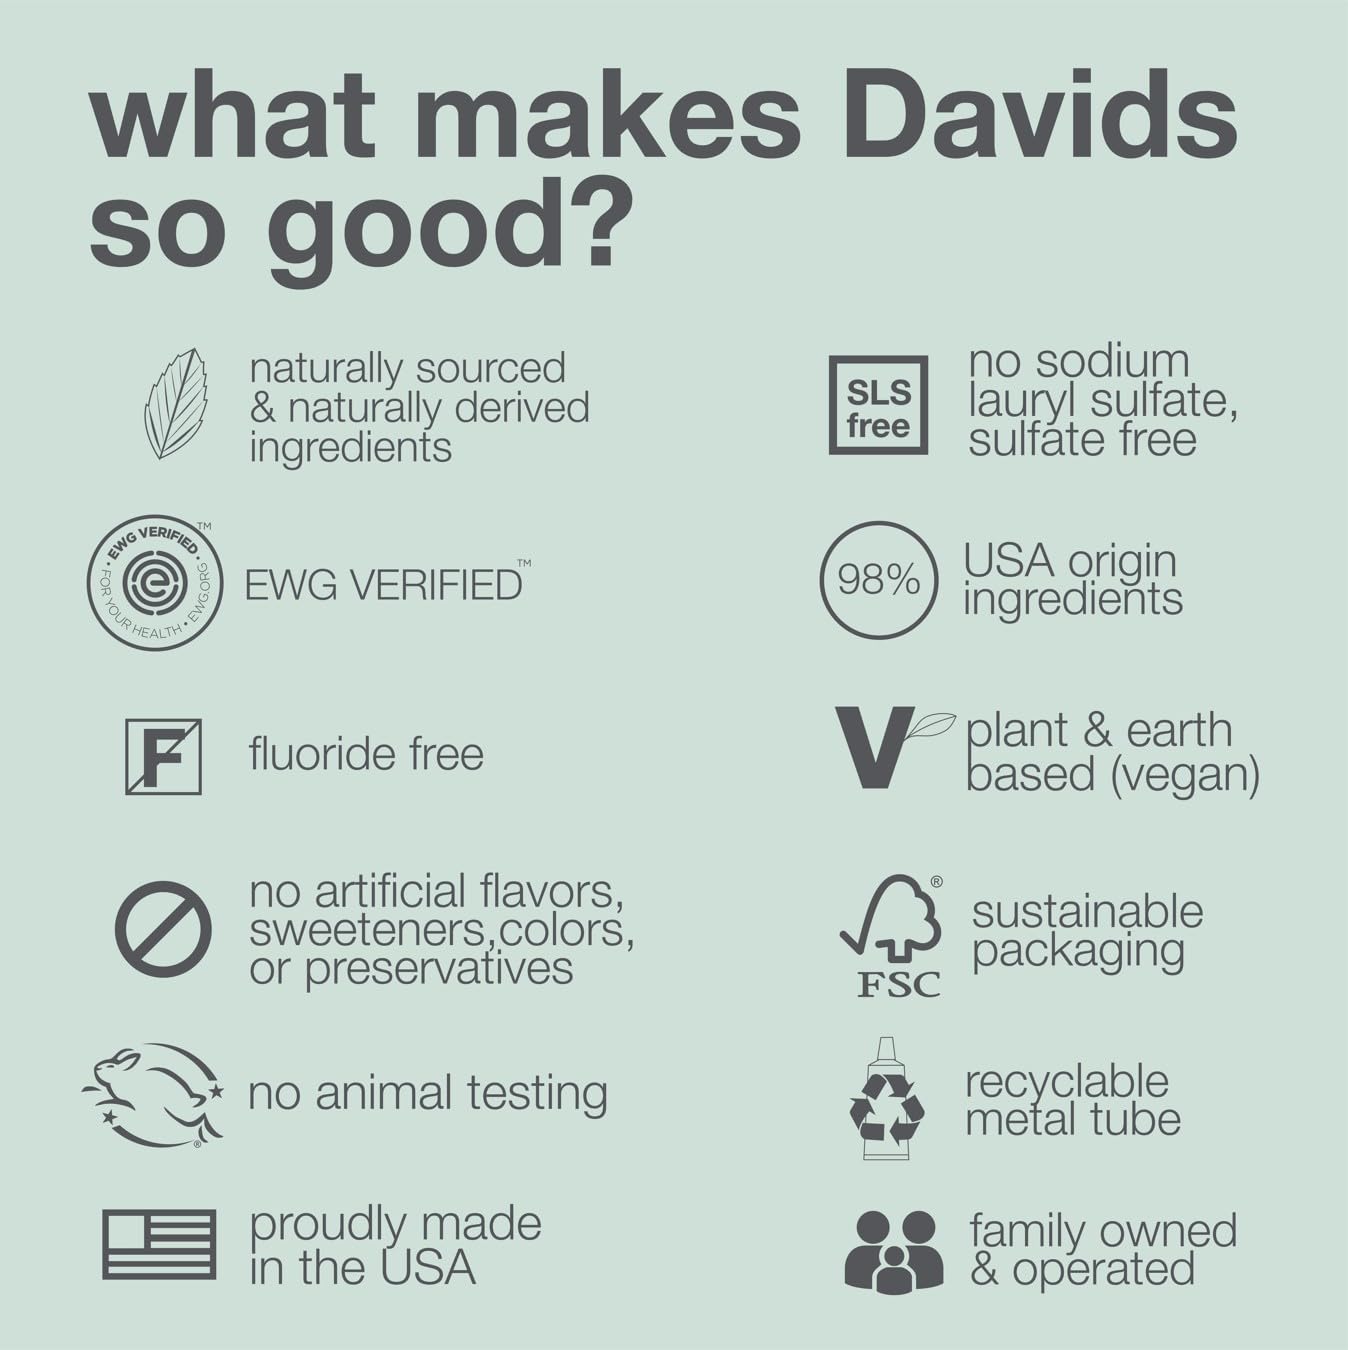 what makes Davids
so good?
naturally sourced
& naturally derived
ingredients
SLS
free
no sodium
lauryl sulfate,
sulfate free
• EWG VERIFIED • ™
FOR YOUR HEALTH • EWG.ORG
e
EWG VERIFIED™
98%
USA origin
ingredients
F
fluoride free
V
plant & earth
based (vegan)
no artificial flavors,
sweeteners,colors,
or preservatives
®
FSC
sustainable
packaging
®
no animal testing
recyclable
metal tube
proudly made
in the USA
family owned
& operated